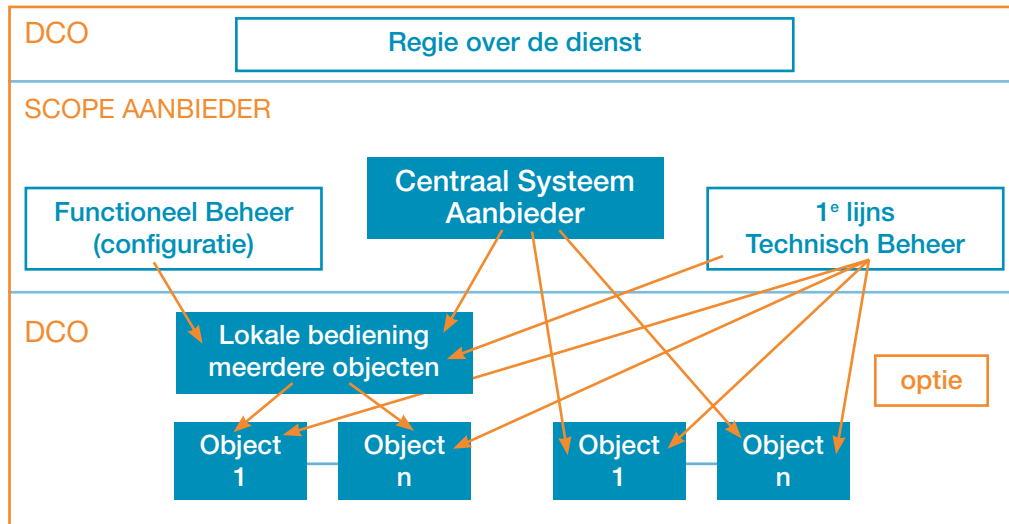 DCO
Regie over de dienst
SCOPE AANBIEDER
Functioneel Beheer
(configuratie)
Centraal Systeem
Aanbieder
1e lijns
Technisch Beheer
DCO
Lokale bediening
meerdere objecten
optie
Object
1
Object
n
Object
1
Object
n